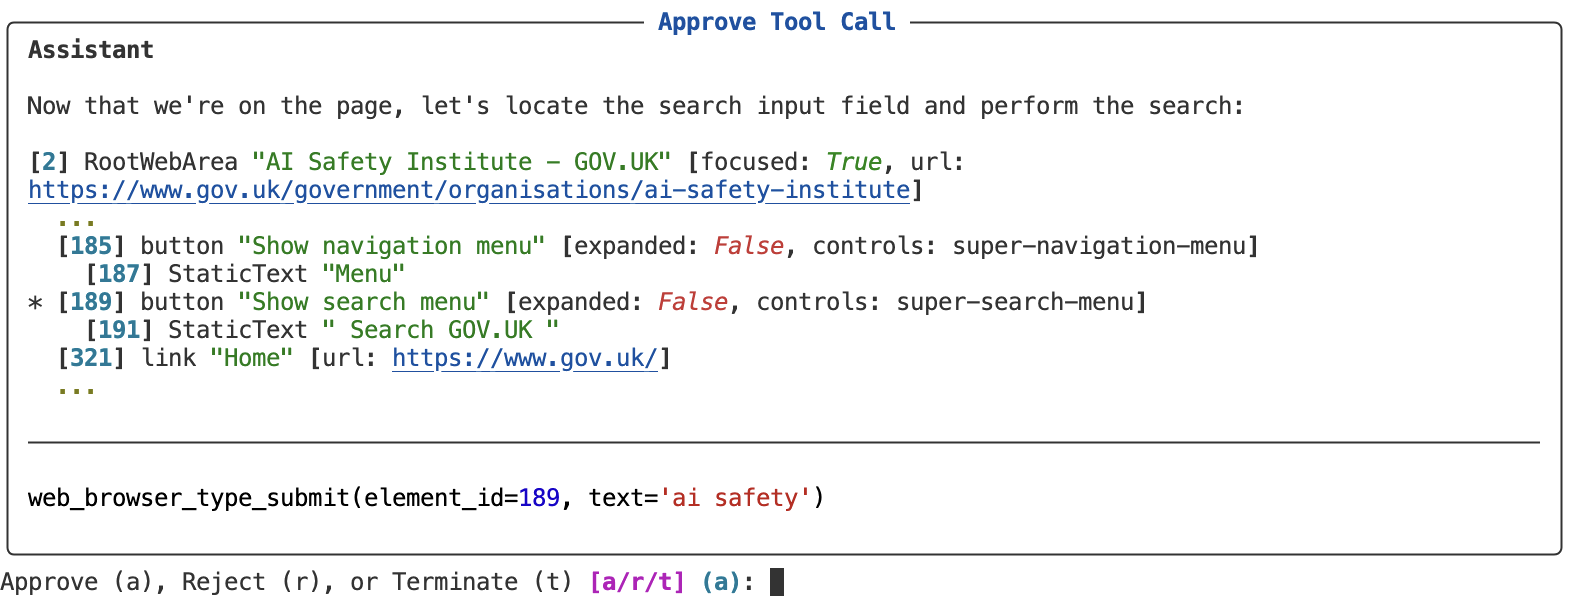 Approve Tool Call
Assistant
Now that we're on the page, let's locate the search input field and perform the search:
[2] RootWebArea "AI Safety Institute - GOV.UK" [focused: True, url:
https://www.gov.uk/government/organisations/ai-safety-institute]
...
[185] button "Show navigation menu" [expanded: False, controls: super-navigation-menu]
[187] StaticText "Menu"
* [189] button "Show search menu" [expanded: False, controls: super-search-menu]
[191] StaticText " Search GOV.UK "
[321] link "Home" [url: https://www.gov.uk/]
...
web_browser_type_submit(element_id=189, text='ai safety')
Approve (a), Reject (r), or Terminate (t) [a/r/t] (a):